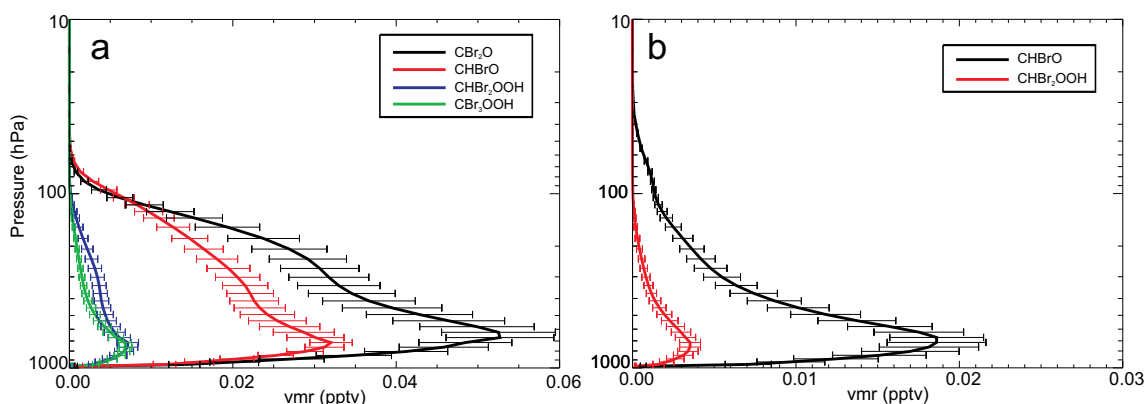 a
CBr₂O
CHBrO
CHBr₂OOH
CBr₃OOH
10
100
1000
Pressure (hPa)
0.00 0.02 0.04 0.06
vmr (pptv)
b
CHBrO
CHBr₂OOH
10
100
1000
0.00 0.01 0.02 0.03
vmr (pptv)